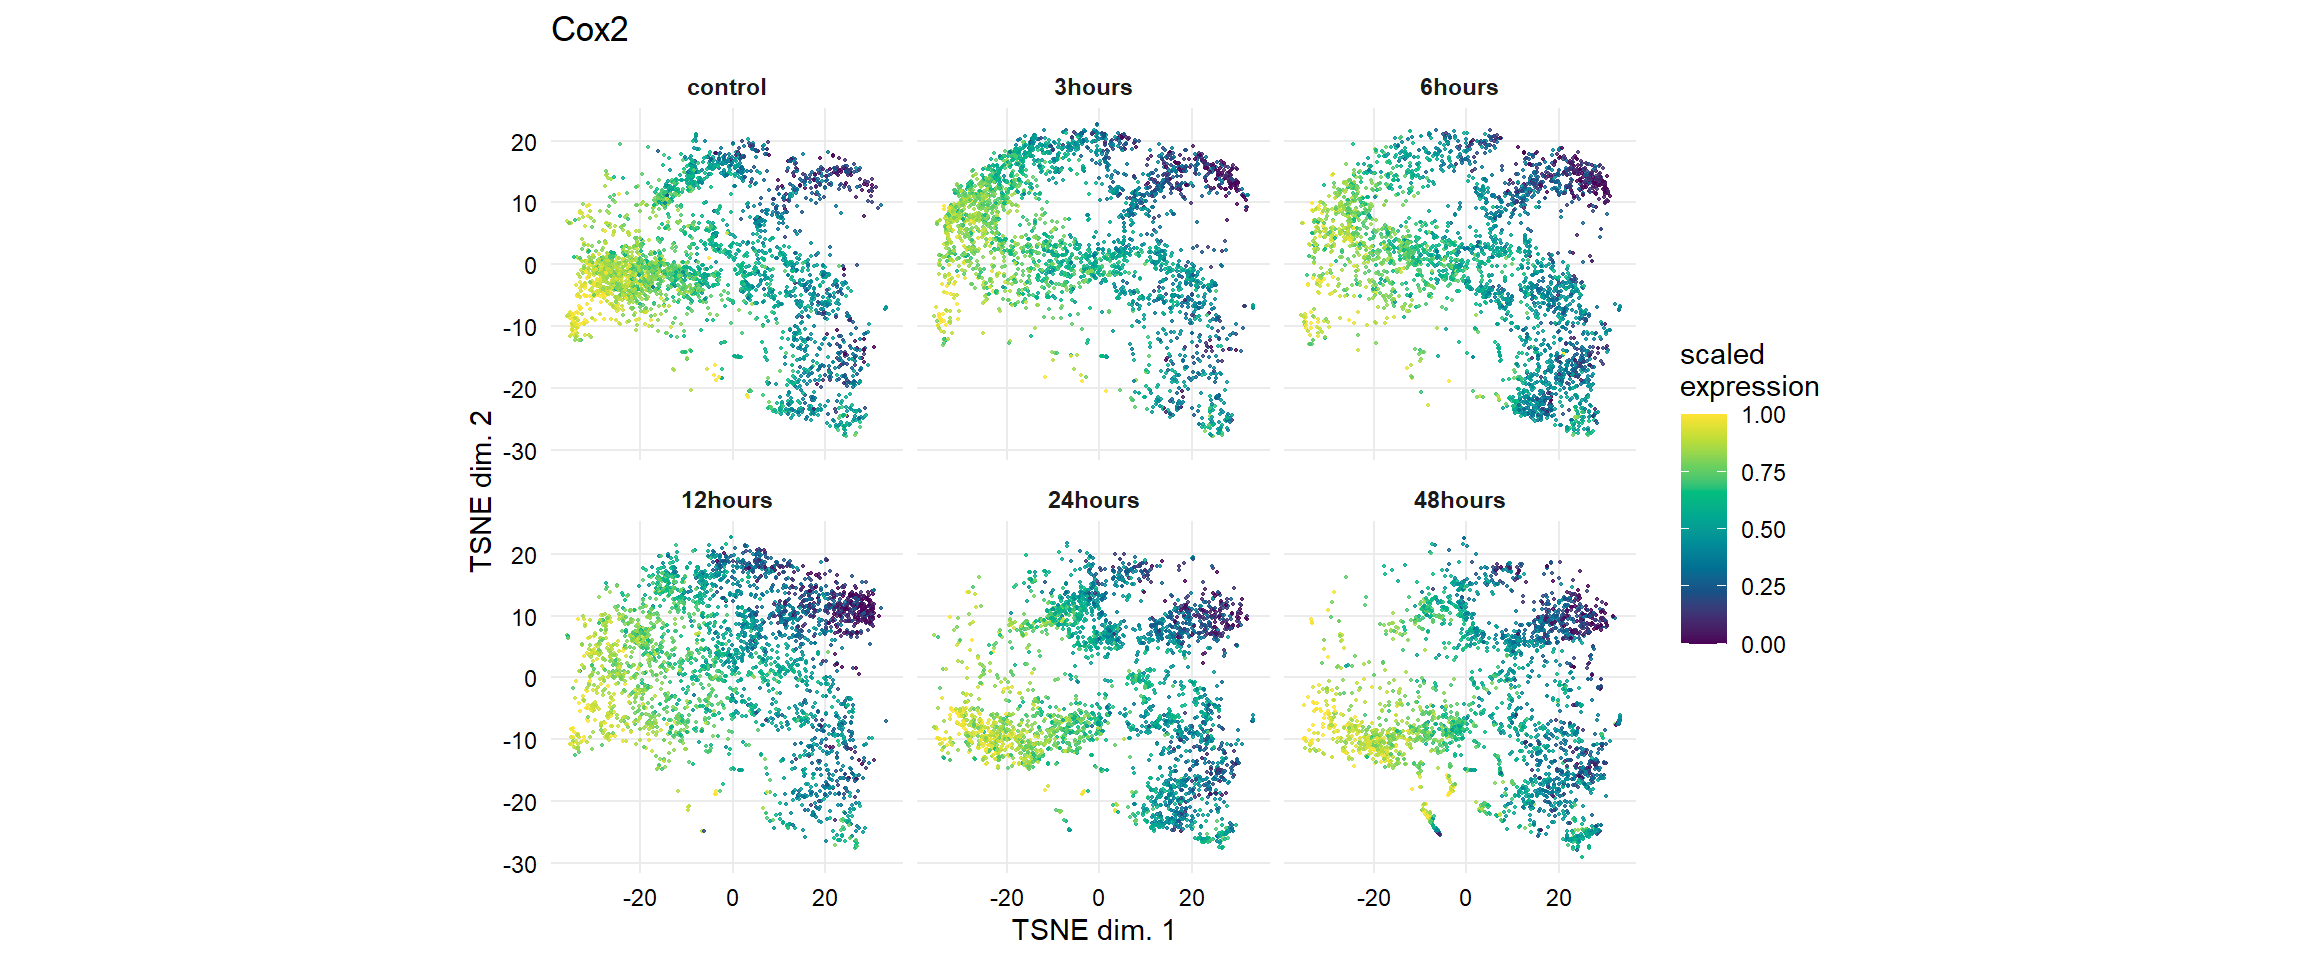 Cox2
control 3hours 6hours
20
10
0
-10
-20
-30
12hours 24hours 48hours
20
10
0
-10
-20
-30
-20 0 20 -20 0 20 -20 0 20
TSNE dim. 1
TSNE dim. 2
scaled
expression
1.00
0.75
0.50
0.25
0.00